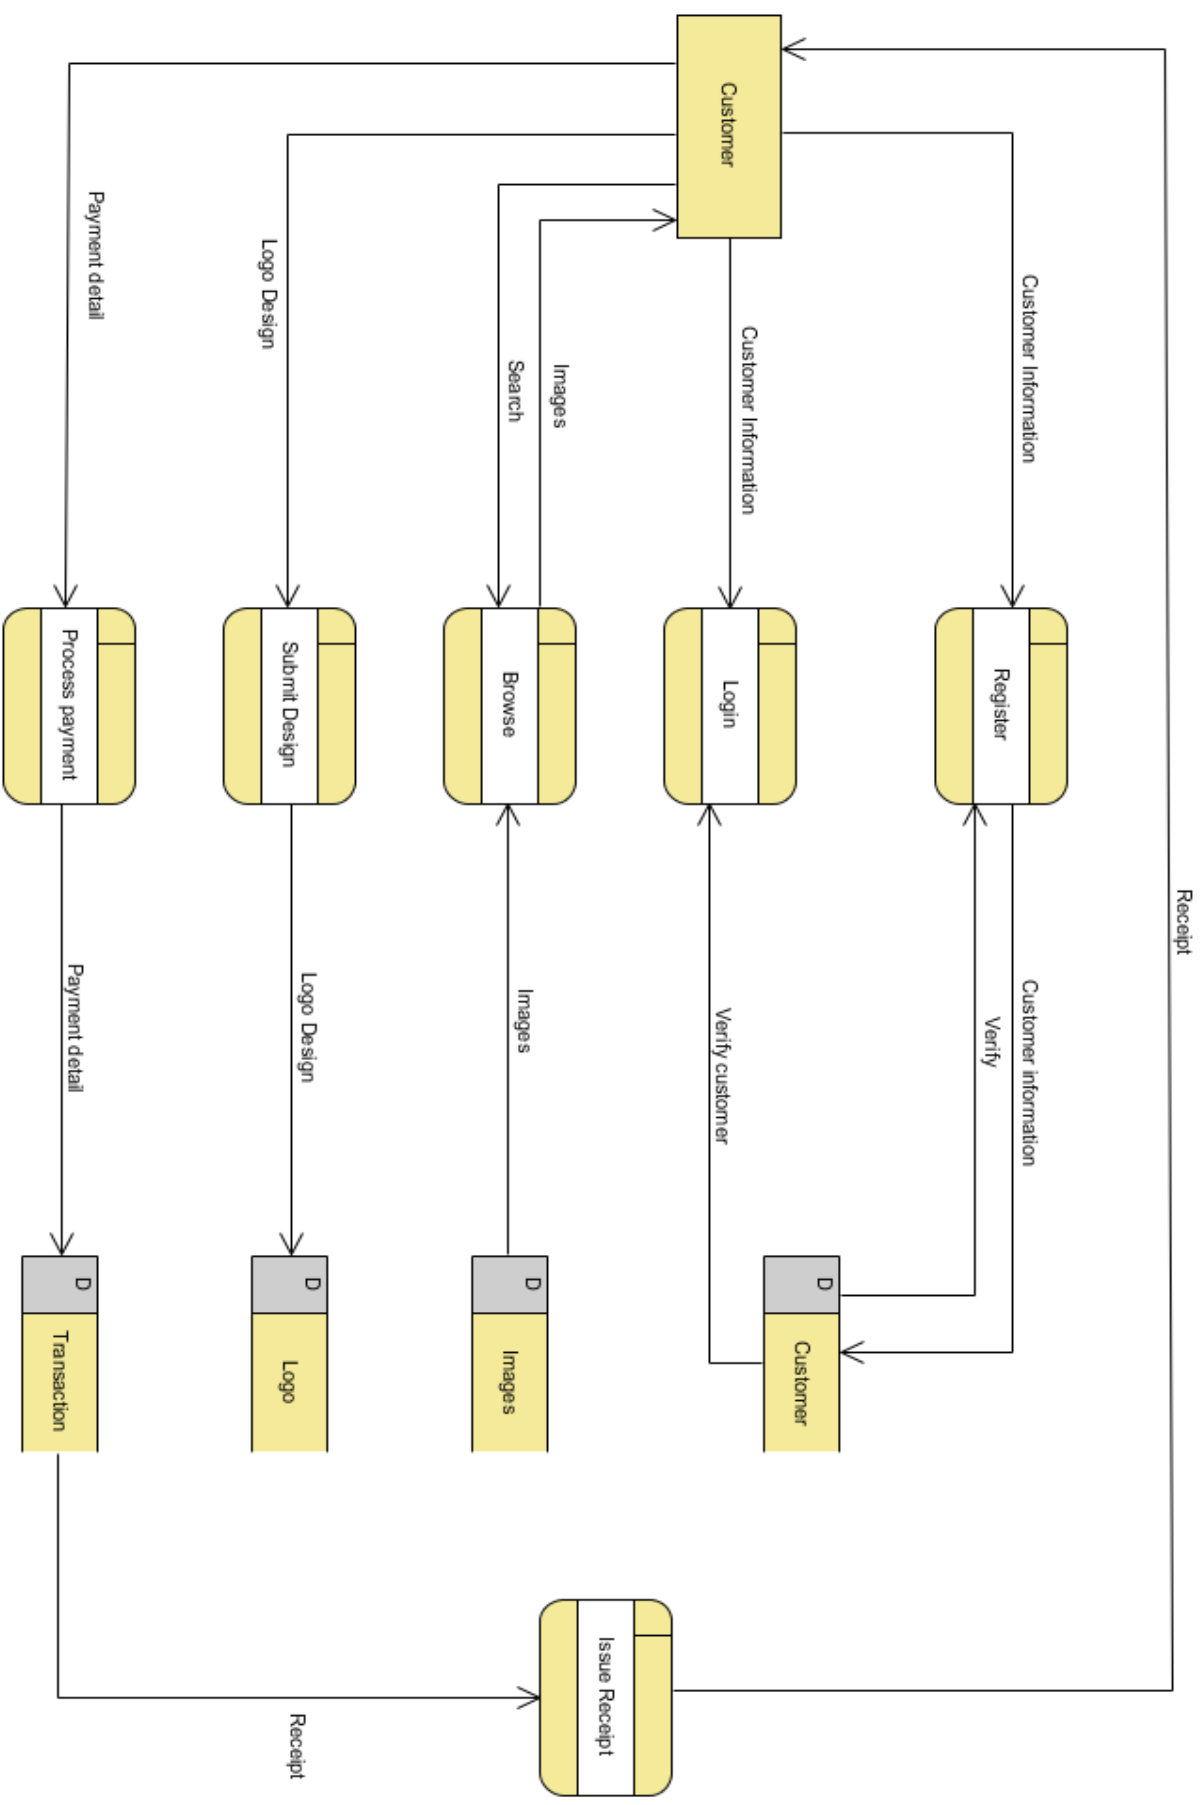 Receipt
Customer Information
Register
Customer information
Verify
Customer
Customer Information
Login
Verify customer
D
Customer
Images
Search
Browse
Images
D
Images
Issue Receipt
Logo Design
Submit Design
Logo Design
D
Logo
Receipt
Payment detail
Process payment
Payment detail
D
Transaction